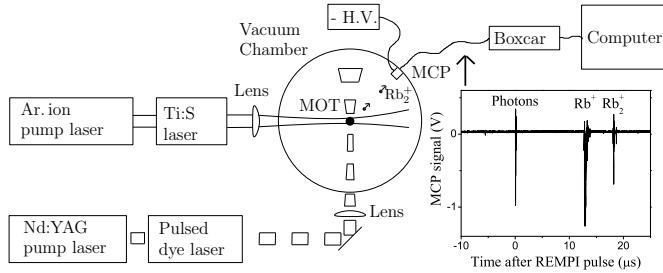 - H.V.
Vacuum
Chamber
Boxcar
Computer
MCP
Lens
MOT
Rb₂⁺
Ar. ion
pump laser
Ti:S
laser
Photons
Rb⁺
Rb₂⁺
MCP signal (V)
0
-1
-10
0
10
20
Time after REMPI pulse (μs)
Lens
Nd:YAG
pump laser
Pulsed
dye laser